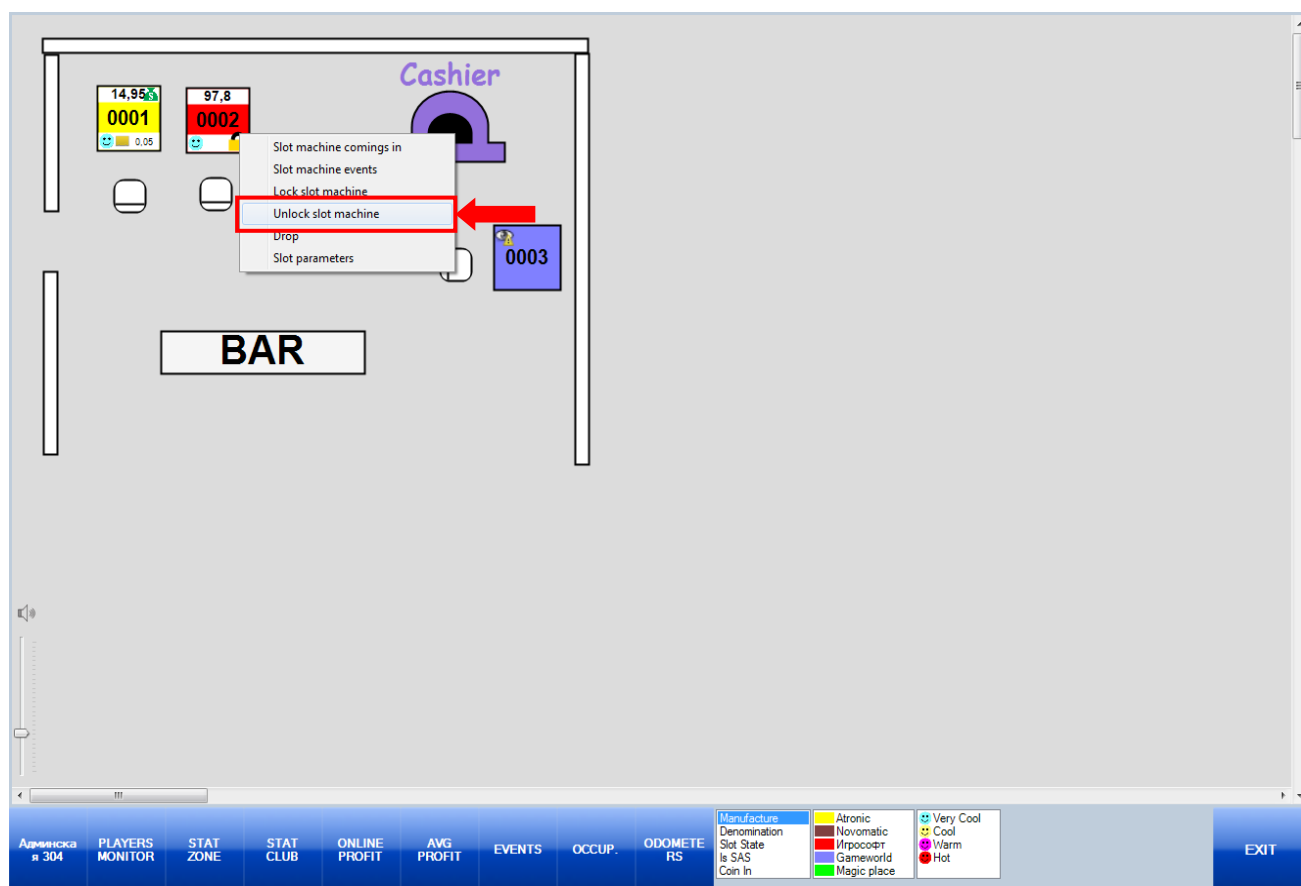 Cashier
14,95
0001
0,05
97,8
0002
Slot machine comings in
Slot machine events
Lock slot machine
Unlock slot machine
Drop
Slot parameters
0003
BAR
Админска
я 304
PLAYERS
MONITOR
STAT
ZONE
STAT
CLUB
ONLINE
PROFIT
AVG
PROFIT
EVENTS
OCCUP.
ODOMETE
RS
Manufacture
Denomination
Slot State
Is SAS
Coin In
Atronic
Novomatic
Игрософт
Gameworld
Magic place
Very Cool
Cool
Warm
Hot
EXIT